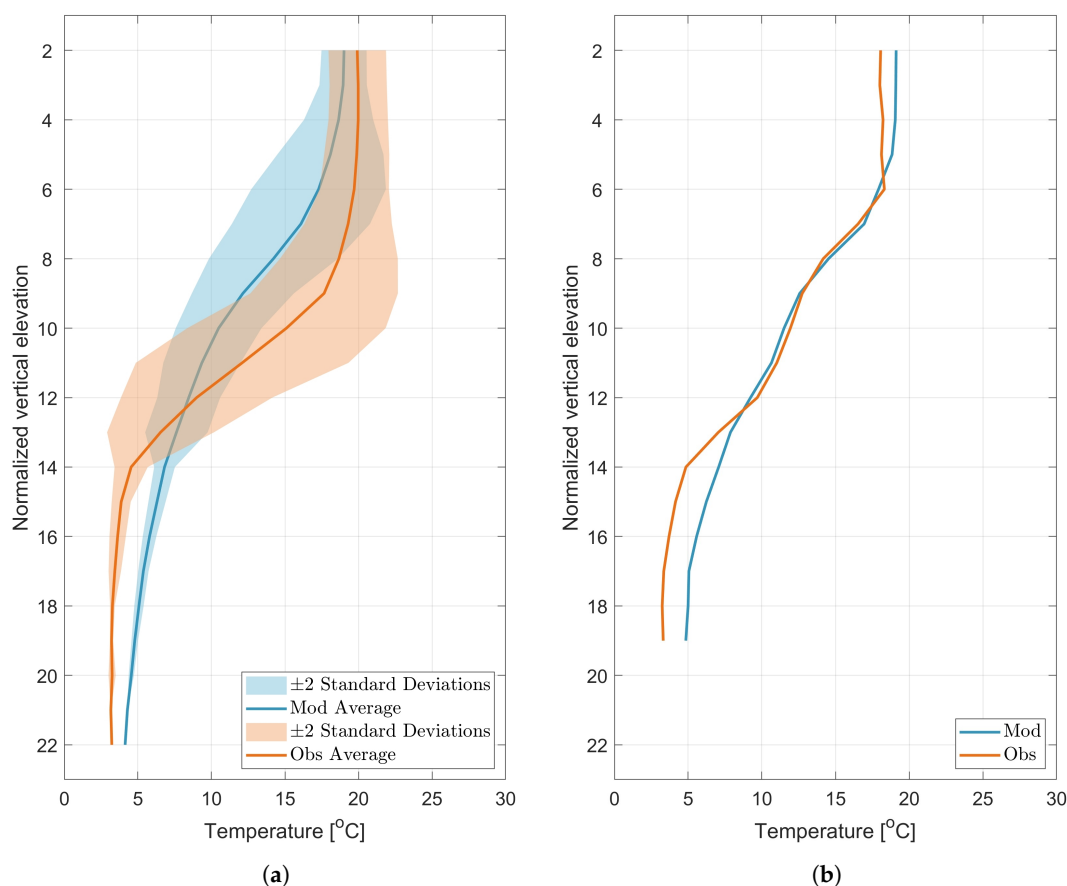 2
4
6
8
10
12
14
16
18
20
22
Normalized vertical elevation
0 5 10 15 20 25 30
Temperature [°C]
±2 Standard Deviations
Mod Average
±2 Standard Deviations
Obs Average
(a)
2
4
6
8
10
12
14
16
18
20
22
Normalized vertical elevation
0 5 10 15 20 25 30
Temperature [°C]
Mod
Obs
(b)